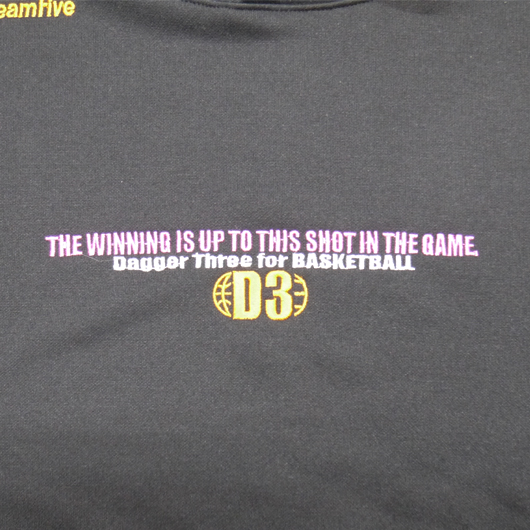 eamFive
THE WINNING IS UP TO THIS SHOT IN THE GAME.
Dagger Three for BASKETBALL
D3